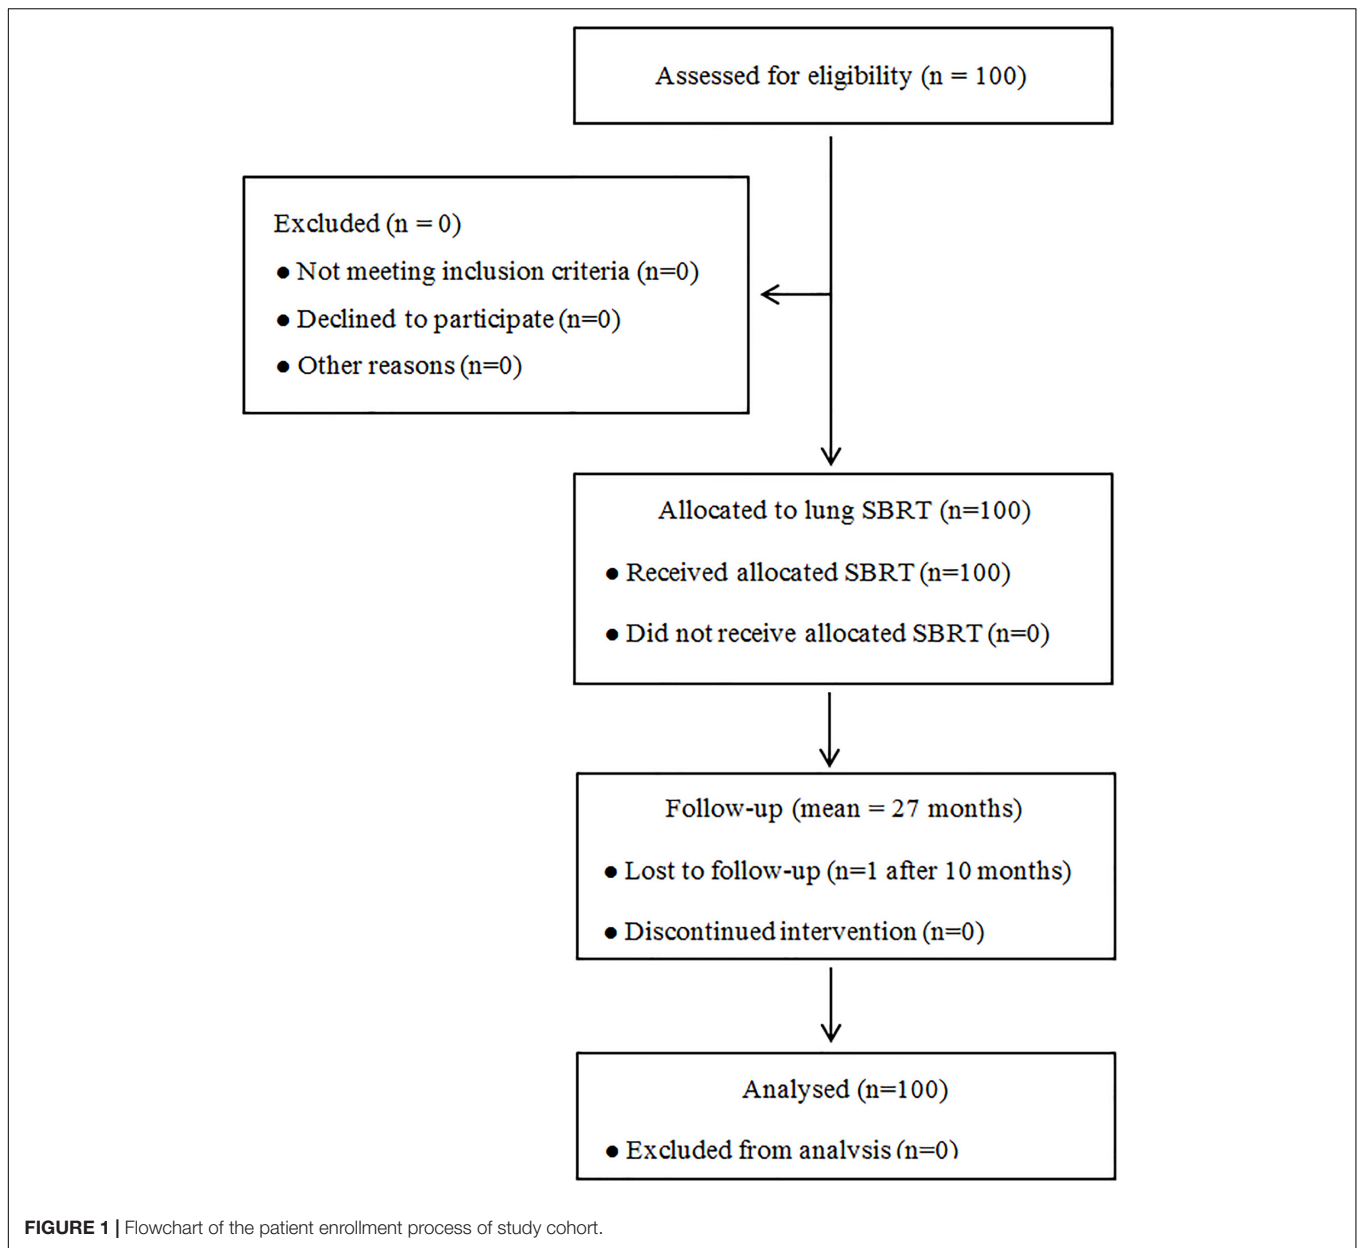 Assessed for eligibility (n = 100)
Excluded (n = 0)
● Not meeting inclusion criteria (n=0)
● Declined to participate (n=0)
● Other reasons (n=0)
Allocated to lung SBRT (n=100)
● Received allocated SBRT (n=100)
● Did not receive allocated SBRT (n=0)
Follow-up (mean = 27 months)
● Lost to follow-up (n=1 after 10 months)
● Discontinued intervention (n=0)
Analysed (n=100)
● Excluded from analysis (n=0)
FIGURE 1 | Flowchart of the patient enrollment process of study cohort.